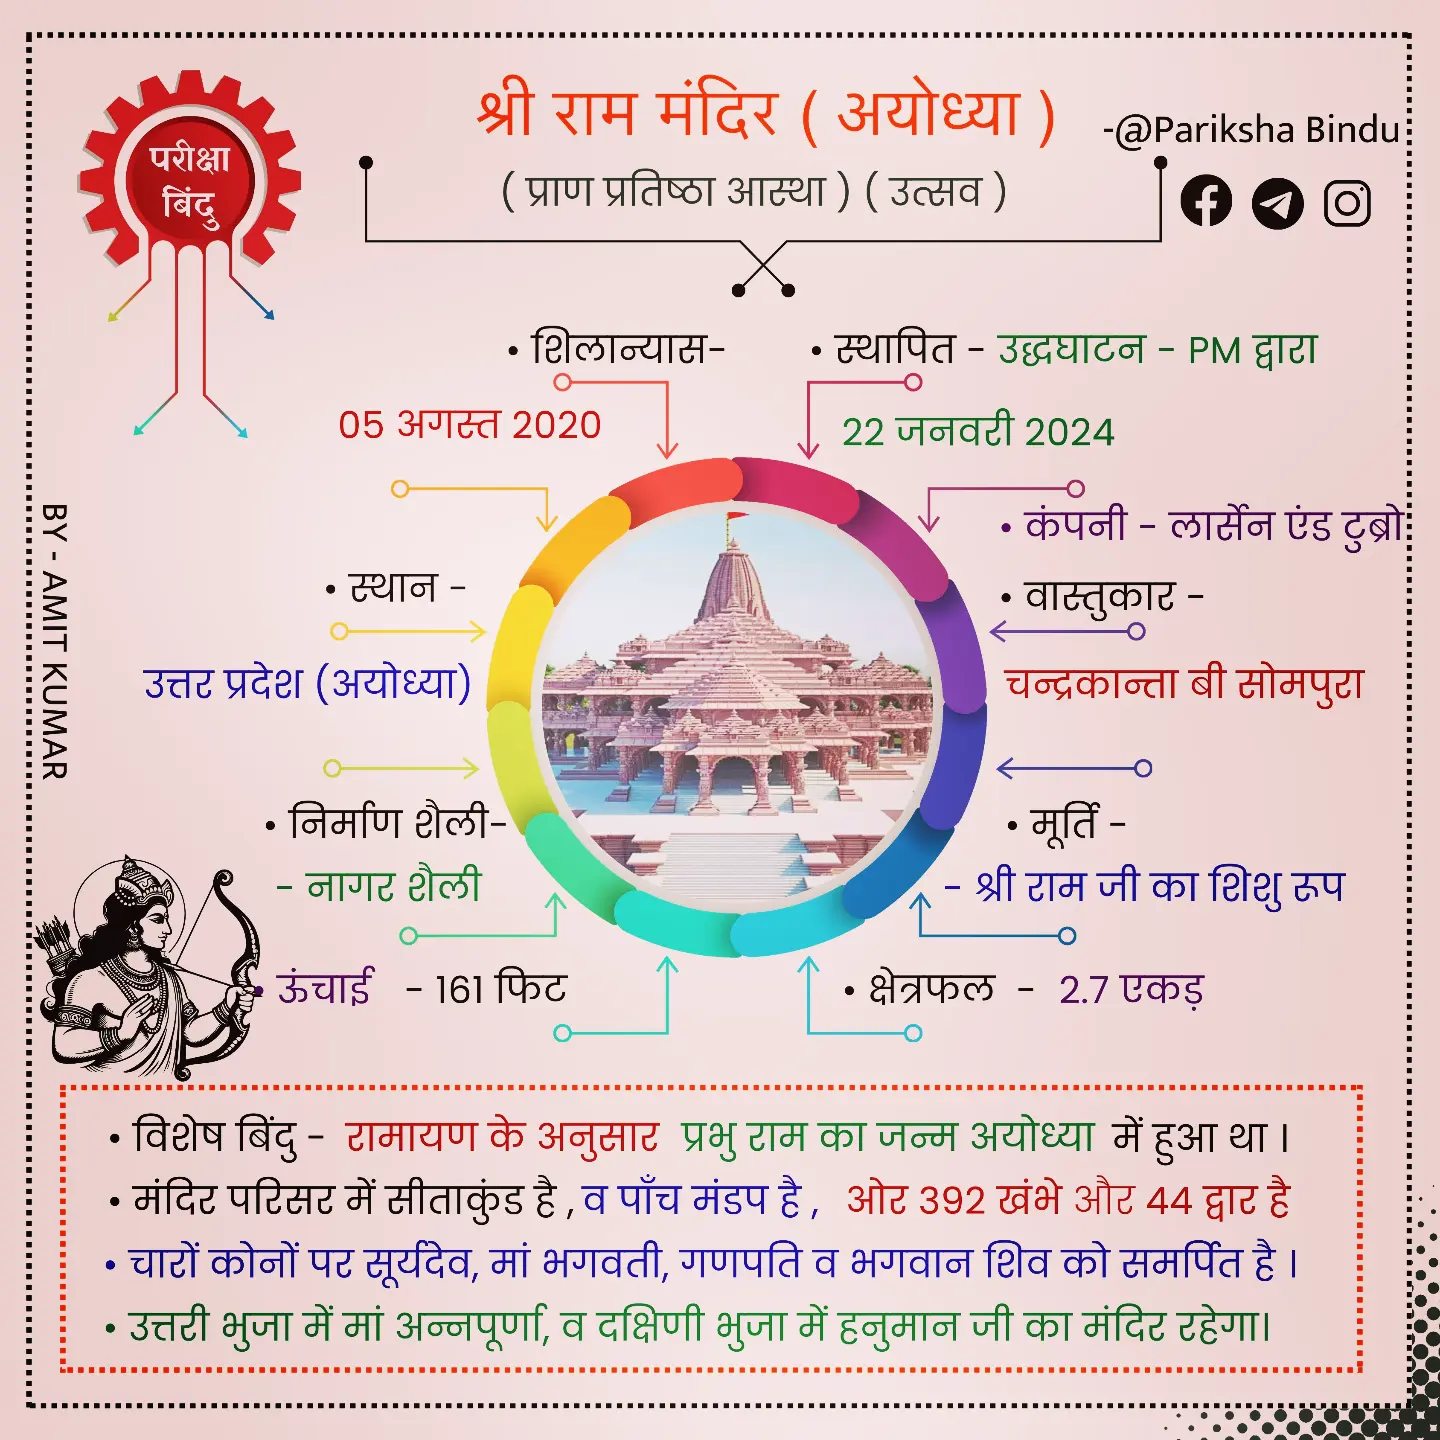 परीक्षा
बिंदु
श्री राम मंदिर ( अयोध्या )
-@Pariksha Bindu
( प्राण प्रतिष्ठा आस्था ) ( उत्सव )
• शिलान्यास-
05 अगस्त 2020
• स्थापित - उद्धघाटन - PM द्वारा
22 जनवरी 2024
• कंपनी - लार्सेन एंड टुब्रो
• वास्तुकार -
चन्द्रकान्ता बी सोमपुरा
• स्थान -
उत्तर प्रदेश (अयोध्या)
• निर्माण शैली-
- नागर शैली
• मूर्ति -
- श्री राम जी का शिशु रूप
• ऊंचाई - 161 फिट
• क्षेत्रफल - 2.7 एकड़
BY - AMIT KUMAR
• विशेष बिंदु - रामायण के अनुसार प्रभु राम का जन्म अयोध्या में हुआ था ।
• मंदिर परिसर में सीताकुंड है , व पाँच मंडप है , ओर 392 खंभे और 44 द्वार है
• चारों कोनों पर सूर्यदेव, मां भगवती, गणपति व भगवान शिव को समर्पित है ।
• उत्तरी भुजा में मां अन्नपूर्णा, व दक्षिणी भुजा में हनुमान जी का मंदिर रहेगा।